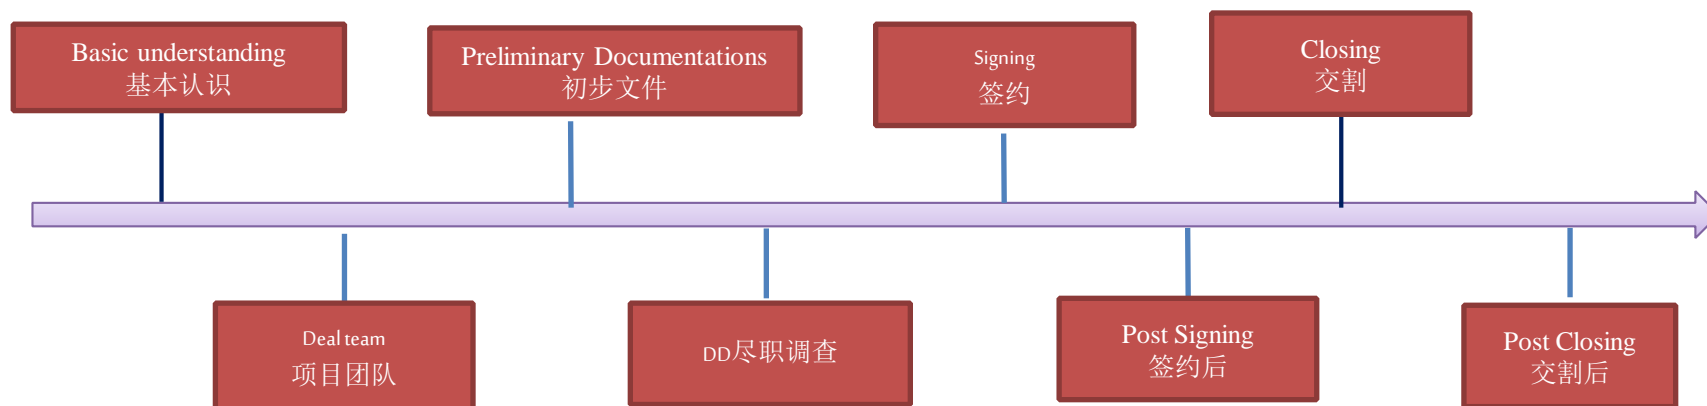 Basic understanding
基本认识
Preliminary Documentations
初步文件
Signing
签约
Closing
交割
Deal team
项目团队
DD尽职调查
Post Signing
签约后
Post Closing
交割后